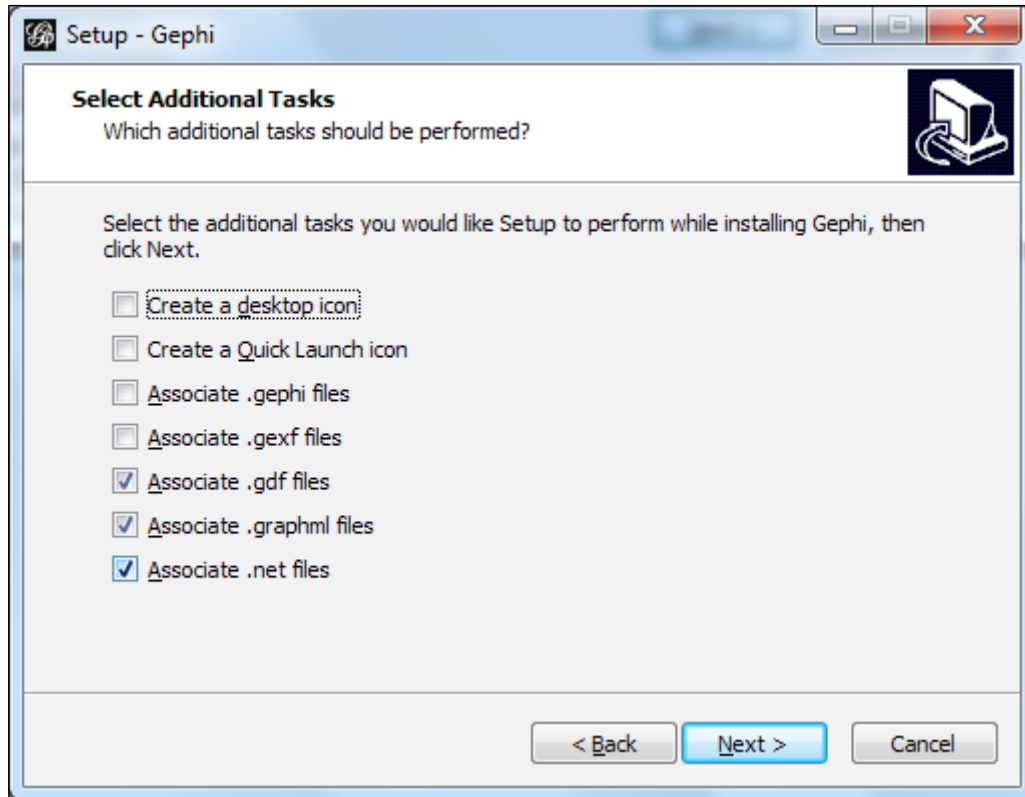 Setup - Gephi
Select Additional Tasks
Which additional tasks should be performed?
Select the additional tasks you would like Setup to perform while installing Gephi, then
click Next.
Create a desktop icon
Create a Quick Launch icon
Associate .gephi files
Associate .gexf files
Associate .gdf files
Associate .graphml files
Associate .net files
< Back
Next >
Cancel